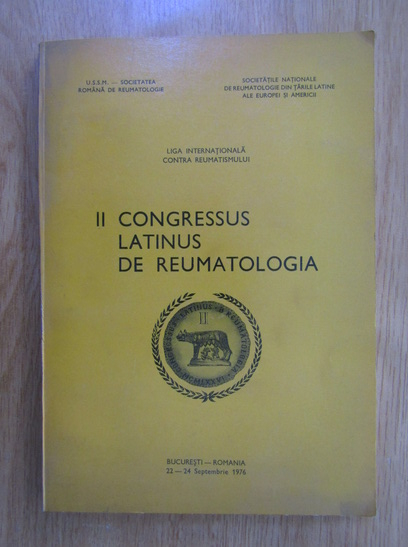 U.S.S.M. — SOCIETATEA
ROMÂNĂ DE REUMATOLOGIE
SOCIETĂȚILE NAȚIONALE
DE REUMATOLOGIE DIN ȚĂRILE LATINE
ALE EUROPEI ȘI AMERICII
LIGA INTERNAȚIONALĂ
CONTRA REUMATISMULUI
II CONGRESSUS
LATINUS
DE REUMATOLOGIA
II
BUCUREȘTI — ROMANIA
22 — 24 Septembrie 1976